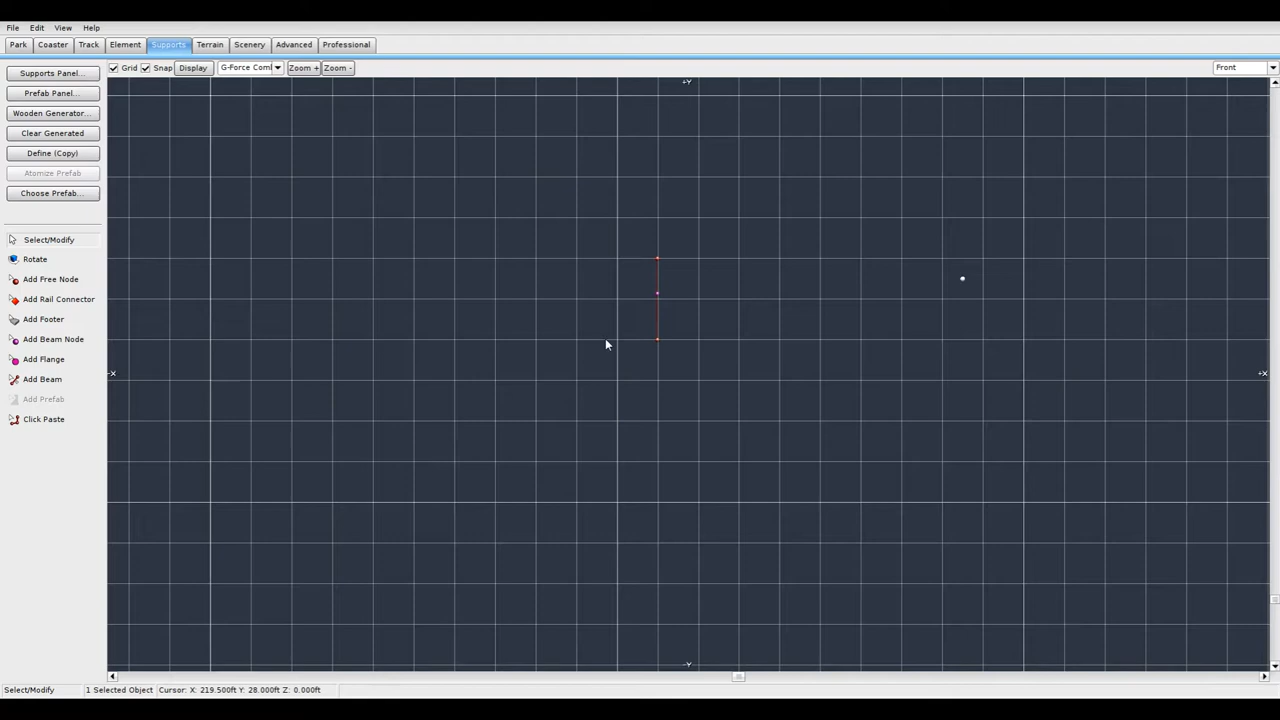 File Edit View Help
Park Coaster Track Element Supports Terrain Scenery Advanced Professional
Supports Panel... Grid Snap Display G-Force Coml Zoom + Zoom - Front
Prefab Panel...
Wooden Generator...
Clear Generated
Define (Copy)
Atomize Prefab
Choose Prefab...
Select/Modify
Rotate
Add Free Node
Add Rail Connector
Add Footer
Add Beam Node
Add Flange
Add Beam
Add Prefab
Click Paste
+Y
-X
+X
-Y
Select/Modify 1 Selected Object Cursor: X: 219.500ft Y: 28.000ft Z: 0.000ft